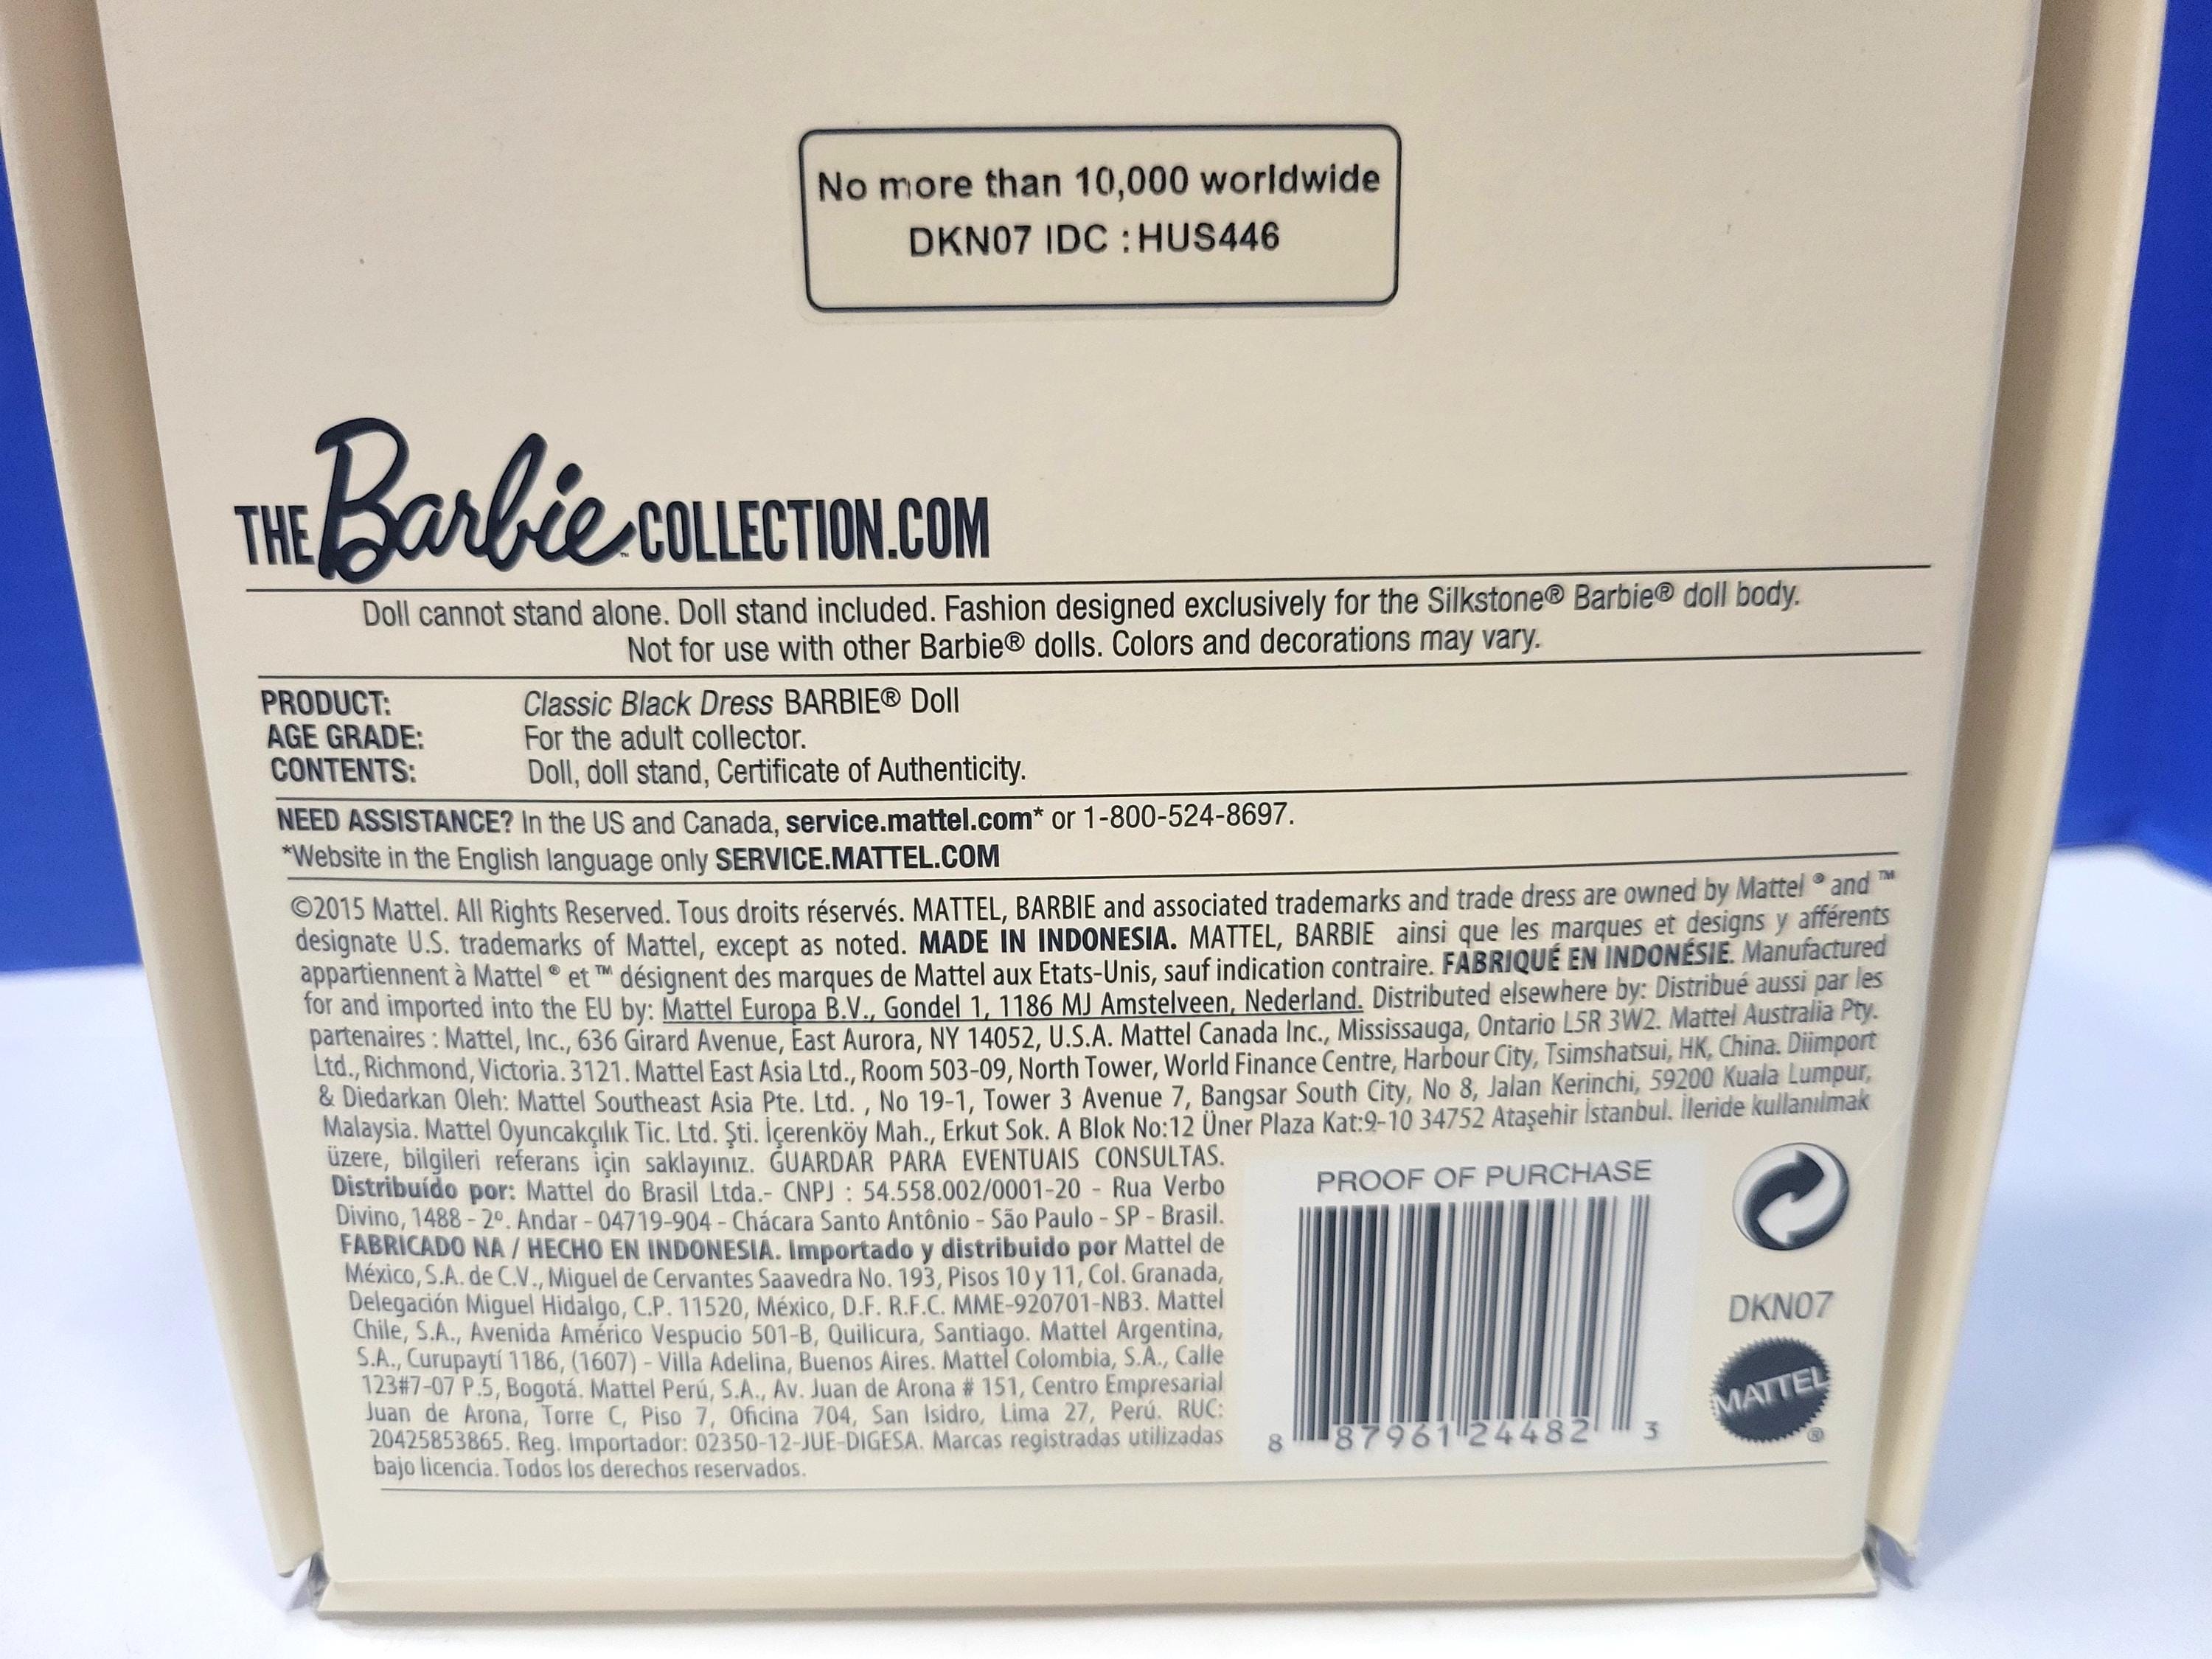 No more than 10,000 worldwide
DKN07 IDC : HUS446
THE Barbie™ COLLECTION.COM
Doll cannot stand alone. Doll stand included. Fashion designed exclusively for the Silkstone® Barbie® doll body.
Not for use with other Barbie® dolls. Colors and decorations may vary.
PRODUCT: Classic Black Dress BARBIE® Doll
AGE GRADE: For the adult collector.
CONTENTS: Doll, doll stand, Certificate of Authenticity.
NEED ASSISTANCE? In the US and Canada, service.mattel.com* or 1-800-524-8697.
*Website in the English language only SERVICE.MATTEL.COM
©2015 Mattel. All Rights Reserved. Tous droits réservés. MATTEL, BARBIE and associated trademarks and trade dress are owned by Mattel ® and ™
designate U.S. trademarks of Mattel, except as noted. MADE IN INDONESIA. MATTEL, BARBIE ainsi que les marques et designs y afférents
appartiennent à Mattel ® et ™ désignent des marques de Mattel aux Etats-Unis, sauf indication contraire. FABRIQUÉ EN INDONÉSIE. Manufactured
for and imported into the EU by: Mattel Europa B.V., Gondel 1, 1186 MJ Amstelveen, Nederland. Distributed elsewhere by: Distribué aussi par les
partenaires : Mattel, Inc., 636 Girard Avenue, East Aurora, NY 14052, U.S.A. Mattel Canada Inc., Mississauga, Ontario L5R 3W2. Mattel Australia Pty.
Ltd., Richmond, Victoria. 3121. Mattel East Asia Ltd., Room 503-09, North Tower, World Finance Centre, Harbour City, Tsimshatsui, HK, China. Diimport
& Diedarkan Oleh: Mattel Southeast Asia Pte. Ltd. , No 19-1, Tower 3 Avenue 7, Bangsar South City, No 8, Jalan Kerinchi, 59200 Kuala Lumpur,
Malaysia. Mattel Oyuncakçılık Tic. Ltd. Şti. İçerenköy Mah., Erkut Sok. A Blok No:12 Üner Plaza Kat:9-10 34752 Ataşehir İstanbul. İleride kullanılmak
üzere, bilgileri referans için saklayınız. GUARDAR PARA EVENTUAIS CONSULTAS.
Distribuído por: Mattel do Brasil Ltda.- CNPJ : 54.558.002/0001-20 - Rua Verbo
Divino, 1488 - 2º. Andar - 04719-904 - Chácara Santo Antônio - São Paulo - SP - Brasil.
FABRICADO NA / HECHO EN INDONESIA. Importado y distribuido por Mattel de
México, S.A. de C.V., Miguel de Cervantes Saavedra No. 193, Pisos 10 y 11, Col. Granada,
Delegación Miguel Hidalgo, C.P. 11520, México, D.F. R.F.C. MME-920701-NB3. Mattel
Chile, S.A., Avenida Américo Vespucio 501-B, Quilicura, Santiago. Mattel Argentina,
S.A., Curupaytí 1186, (1607) - Villa Adelina, Buenos Aires. Mattel Colombia, S.A., Calle
123#7-07 P.5, Bogotá. Mattel Perú, S.A., Av. Juan de Arona # 151, Centro Empresarial
Juan de Arona, Torre C, Piso 7, Oficina 704, San Isidro, Lima 27, Perú. RUC:
20425853865. Reg. Importador: 02350-12-JUE-DIGESA. Marcas registradas utilizadas
bajo licencia. Todos los derechos reservados.
PROOF OF PURCHASE
8 87961 24482 3
DKN07
MATTEL®